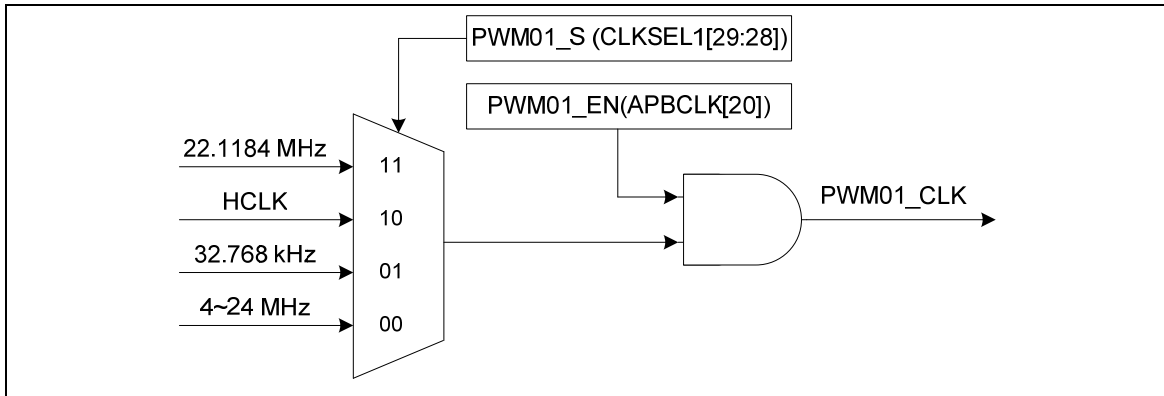 PWM01_S (CLKSEL1[29:28])
PWM01_EN(APBCLK[20])
22.1184 MHz
11
HCLK
10
32.768 kHz
01
4~24 MHz
00
PWM01_CLK